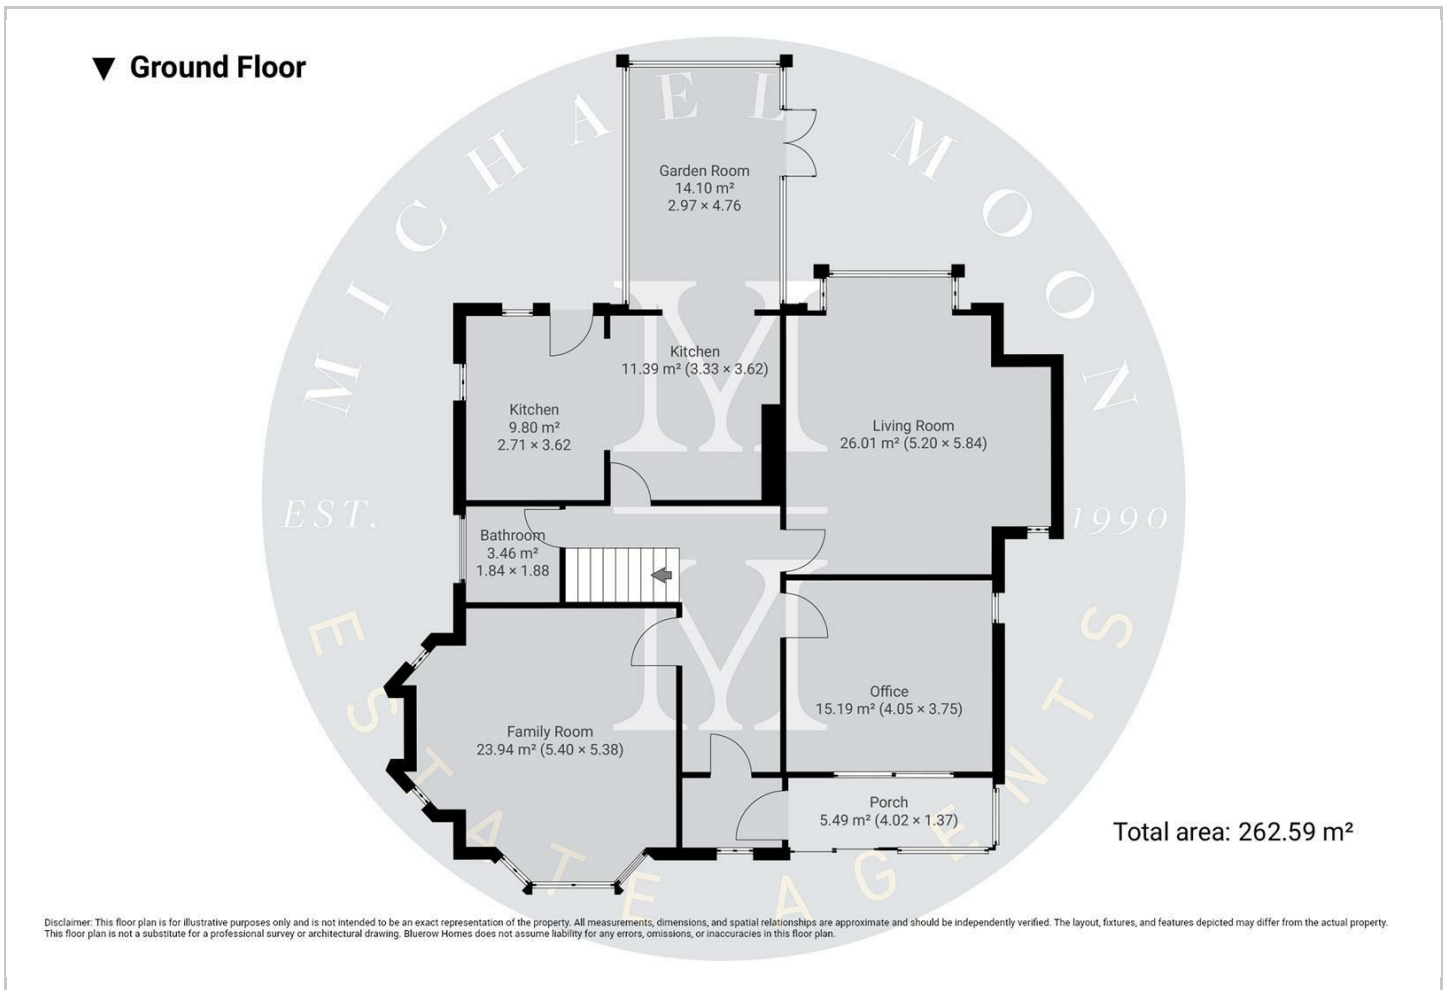 ▼ Ground Floor
MICHAEL MOON
Garden Room
14.10 m²
2.97 × 4.76
Kitchen
11.39 m² (3.33 × 3.62)
Kitchen
9.80 m²
2.71 × 3.62
Living Room
26.01 m² (5.20 × 5.84)
EST.
1990
Bathroom
3.46 m²
1.84 × 1.88
M
M
Office
15.19 m² (4.05 × 3.75)
Family Room
23.94 m² (5.40 × 5.38)
Porch
5.49 m² (4.02 × 1.37)
ESTATE AGENTS
Total area: 262.59 m²
Disclaimer: This floor plan is for illustrative purposes only and is not intended to be an exact representation of the property. All measurements, dimensions, and spatial relationships are approximate and should be independently verified. The layout, fixtures, and features depicted may differ from the actual property.
This floor plan is not a substitute for a professional survey or architectural drawing. Bluerow Homes does not assume liability for any errors, omissions, or inaccuracies in this floor plan.